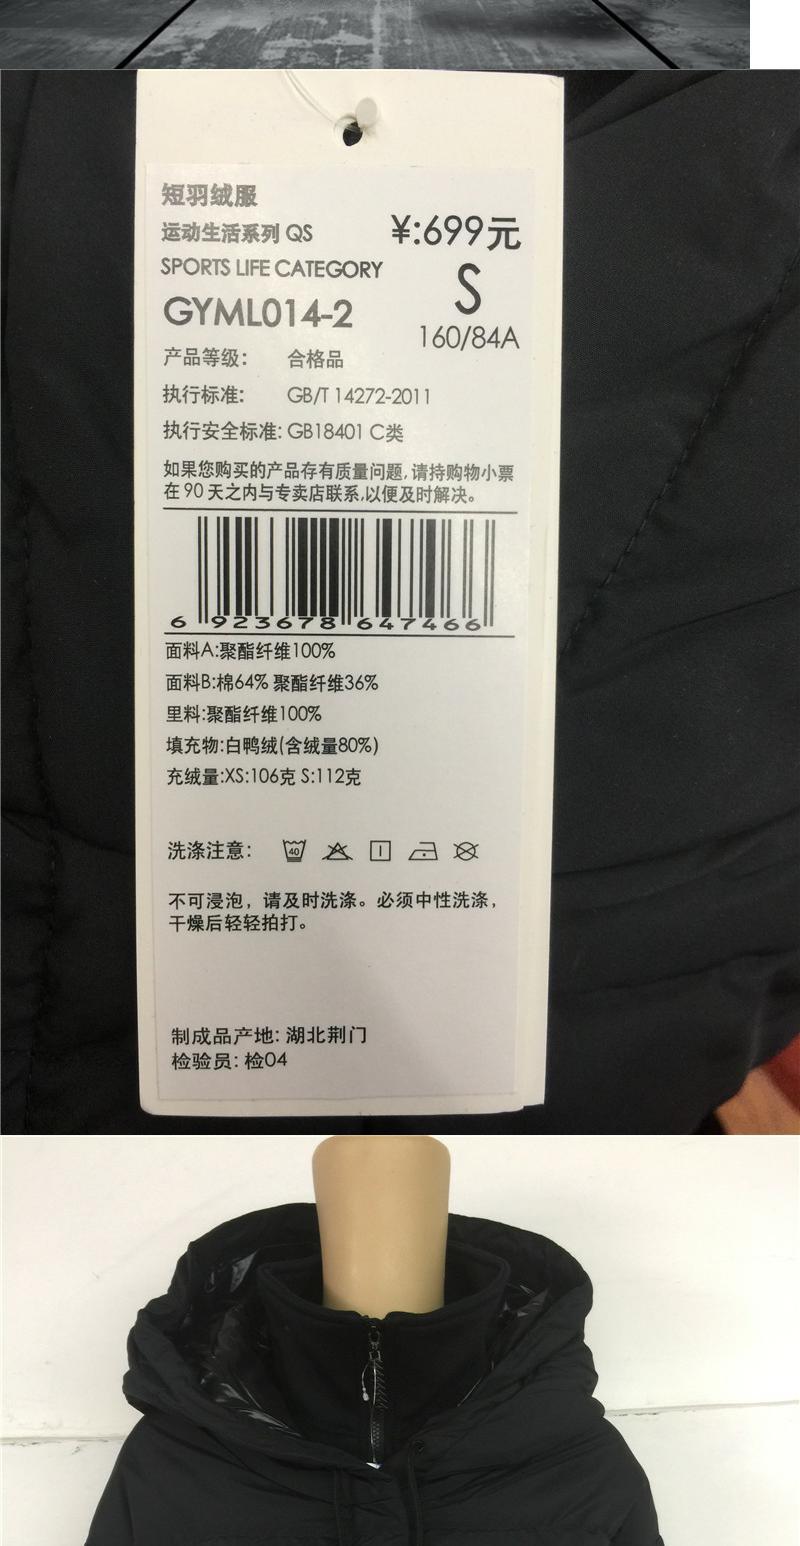 短羽绒服
运动生活系列 QS
¥:699元
SPORTS LIFE CATEGORY
S
GYML014-2
160/84A
产品等级: 合格品
执行标准: GB/T 14272-2011
执行安全标准: GB18401 C类
如果您购买的产品存有质量问题,请持购物小票
在 90 天之内与专卖店联系,以便及时解决。
6 923678 647466
面料A:聚酯纤维100%
面料B:棉64% 聚酯纤维36%
里料:聚酯纤维100%
填充物:白鸭绒(含绒量80%)
充绒量:XS:106克 S:112克
洗涤注意: 40
不可浸泡，请及时洗涤。必须中性洗涤，
干燥后轻轻拍打。
制成品产地: 湖北荆门
检验员: 检04